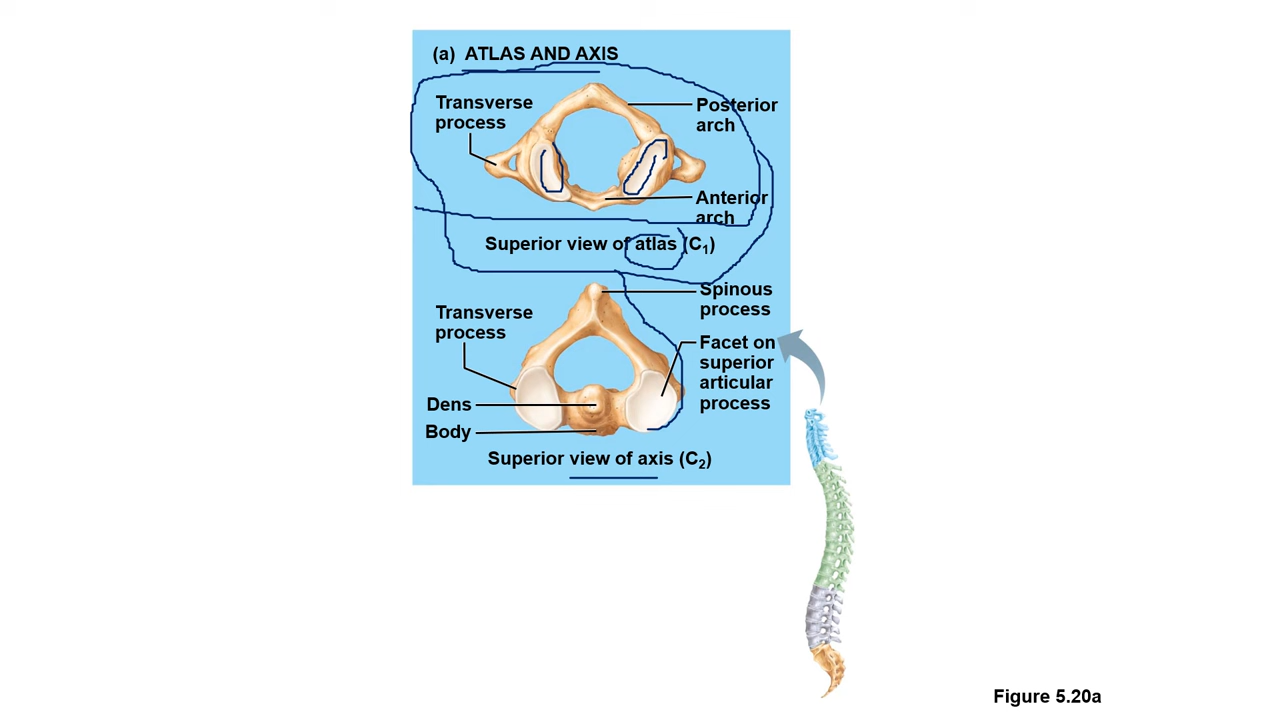 (a) ATLAS AND AXIS
Transverse
process
Posterior
arch
Anterior
arch
Superior view of atlas (C₁)
Spinous
process
Transverse
process
Facet on
superior
articular
process
Dens
Body
Superior view of axis (C₂)
Figure 5.20a